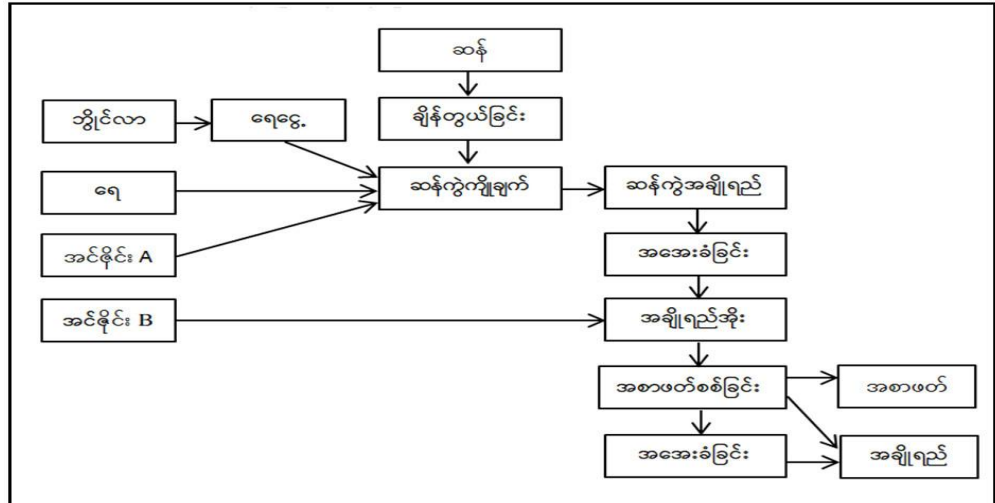 ဆန်
ချိန်တွယ်ခြင်း
ဘွိုင်လာ
ရေငွေ့
ရေ
ဆန်ကွဲကျိုချက်
ဆန်ကွဲအချိုရည်
အင်ဇိုင်း A
အအေးခံခြင်း
အင်ဇိုင်း B
အချိုရည်အိုး
အစာဖတ်စစ်ခြင်း
အစာဖတ်
အအေးခံခြင်း
အချိုရည်